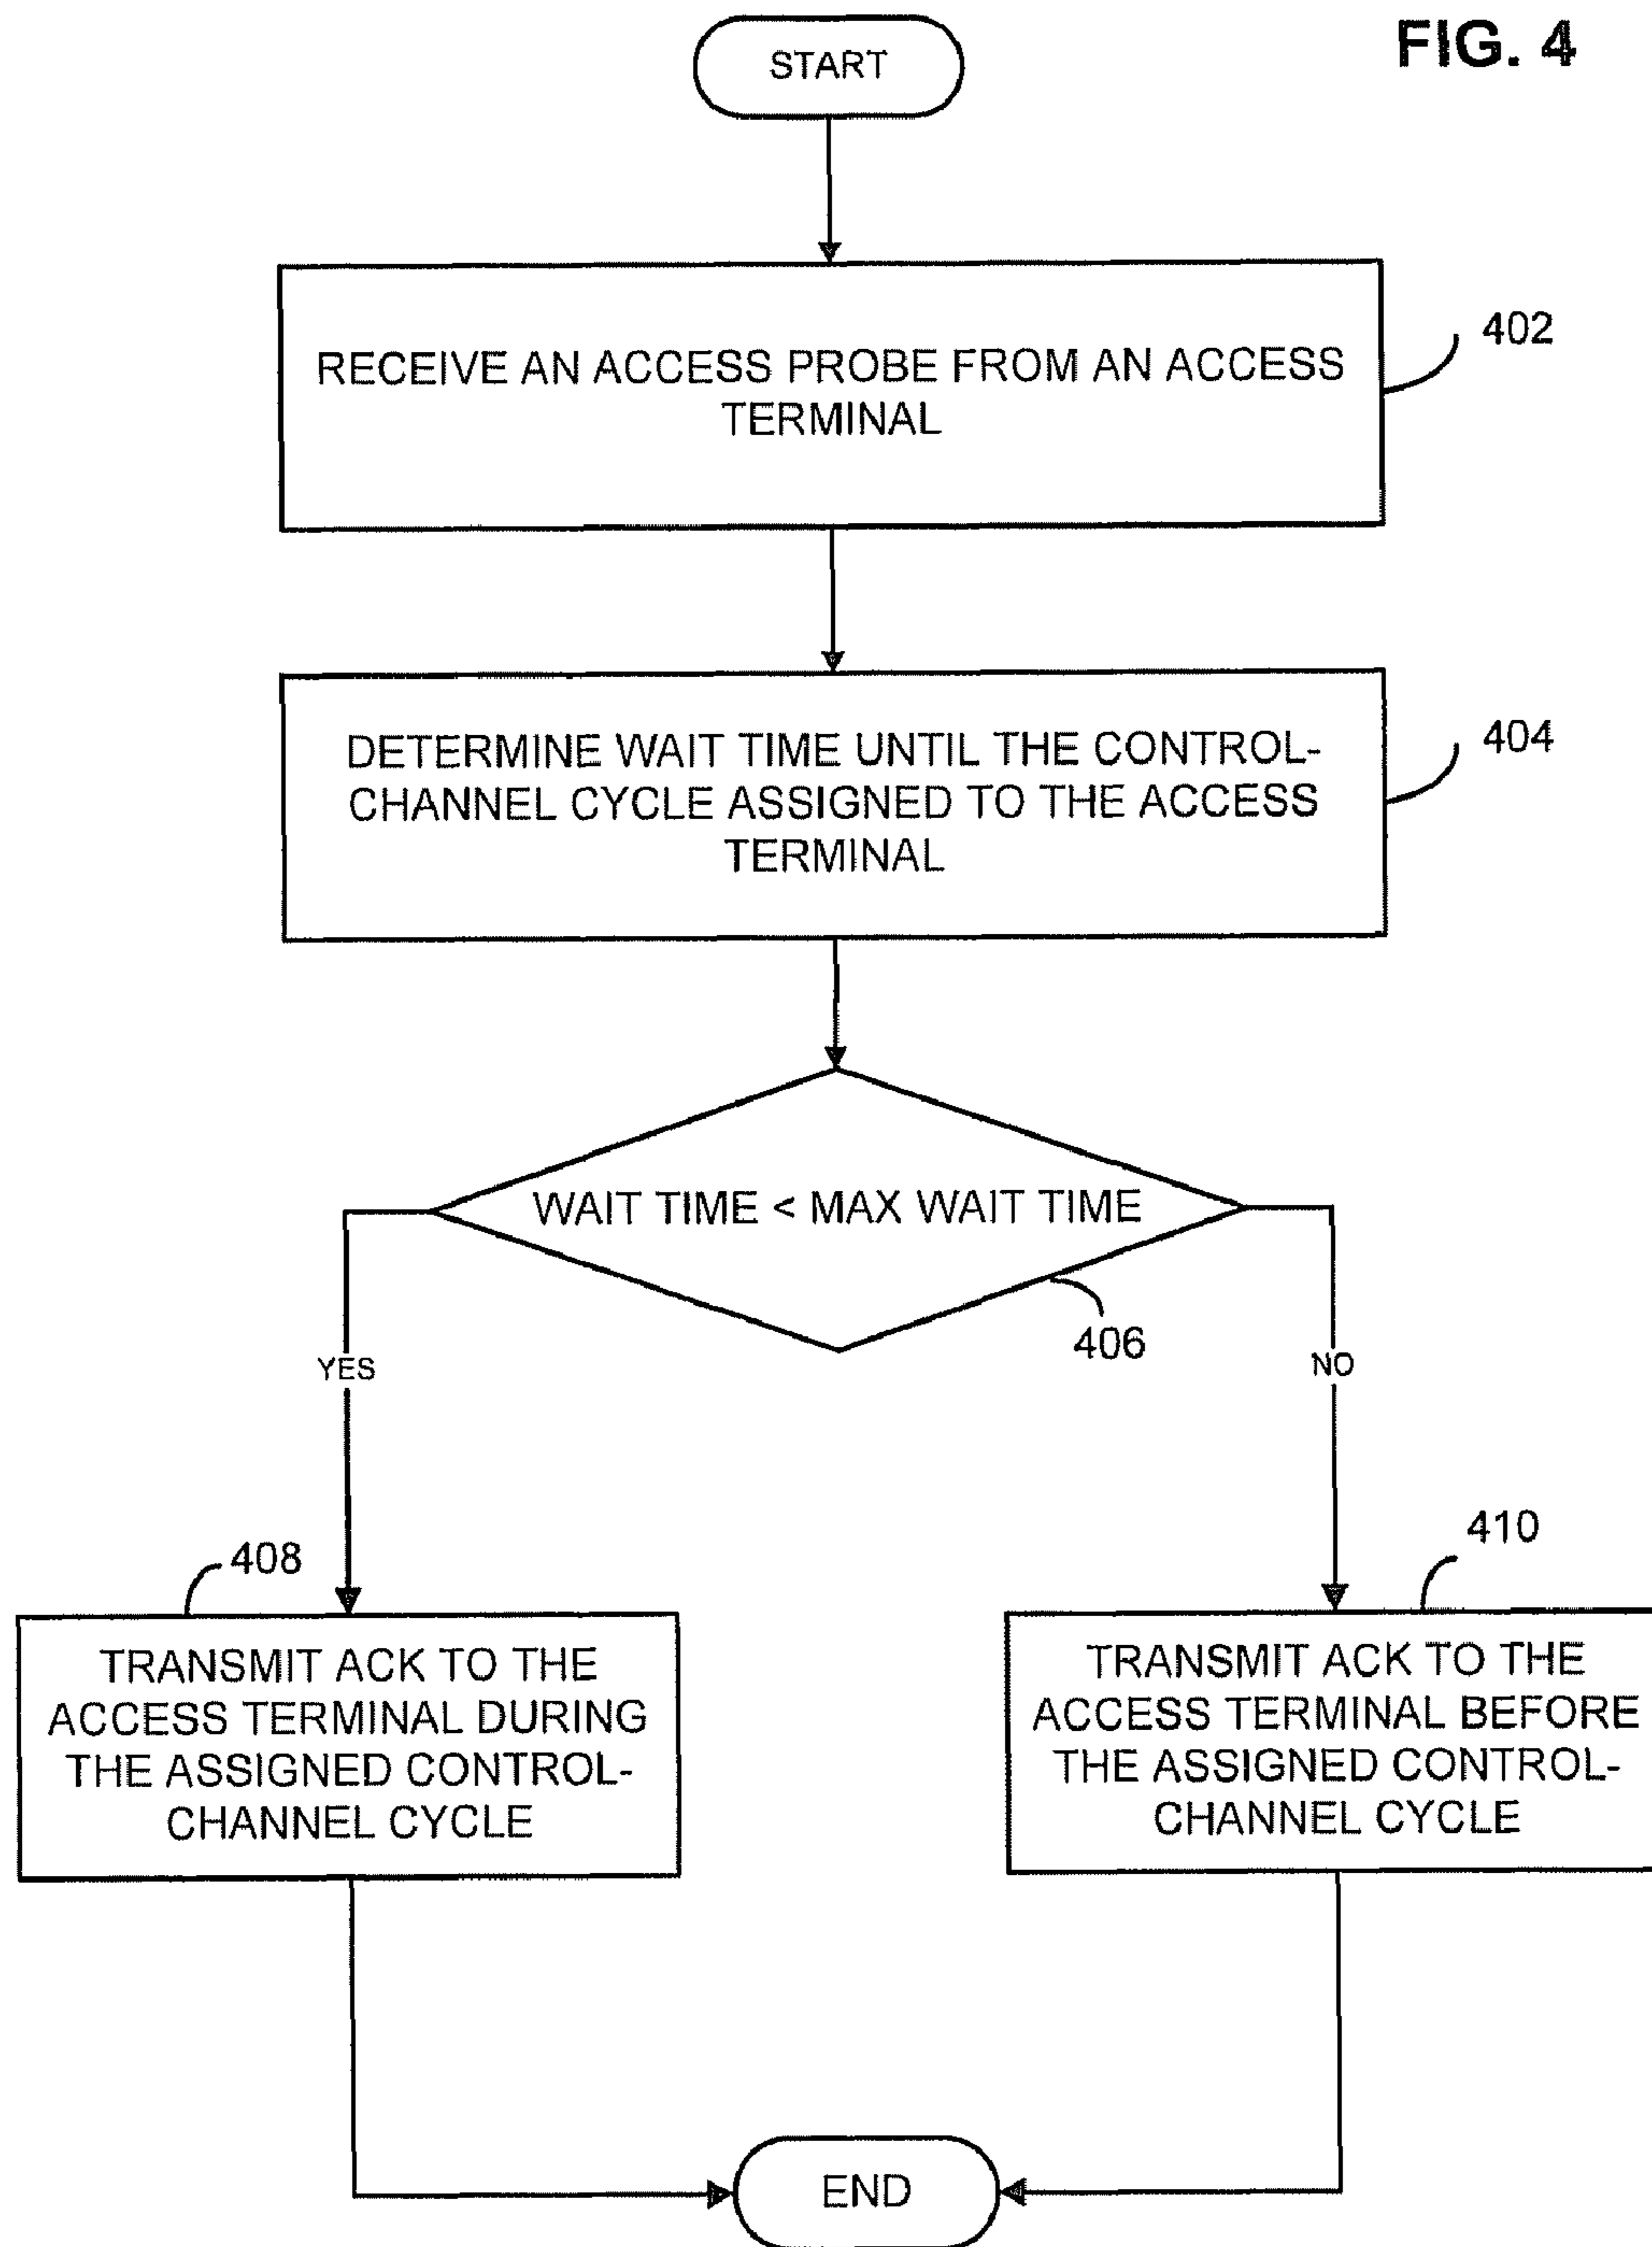 FIG. 4
START
RECEIVE AN ACCESS PROBE FROM AN ACCESS
TERMINAL
402
DETERMINE WAIT TIME UNTIL THE CONTROL-
CHANNEL CYCLE ASSIGNED TO THE ACCESS
TERMINAL
404
WAIT TIME < MAX WAIT TIME
406
YES
NO
408
TRANSMIT ACK TO THE
ACCESS TERMINAL DURING
THE ASSIGNED CONTROL-
CHANNEL CYCLE
410
TRANSMIT ACK TO THE
ACCESS TERMINAL BEFORE
THE ASSIGNED CONTROL-
CHANNEL CYCLE
END